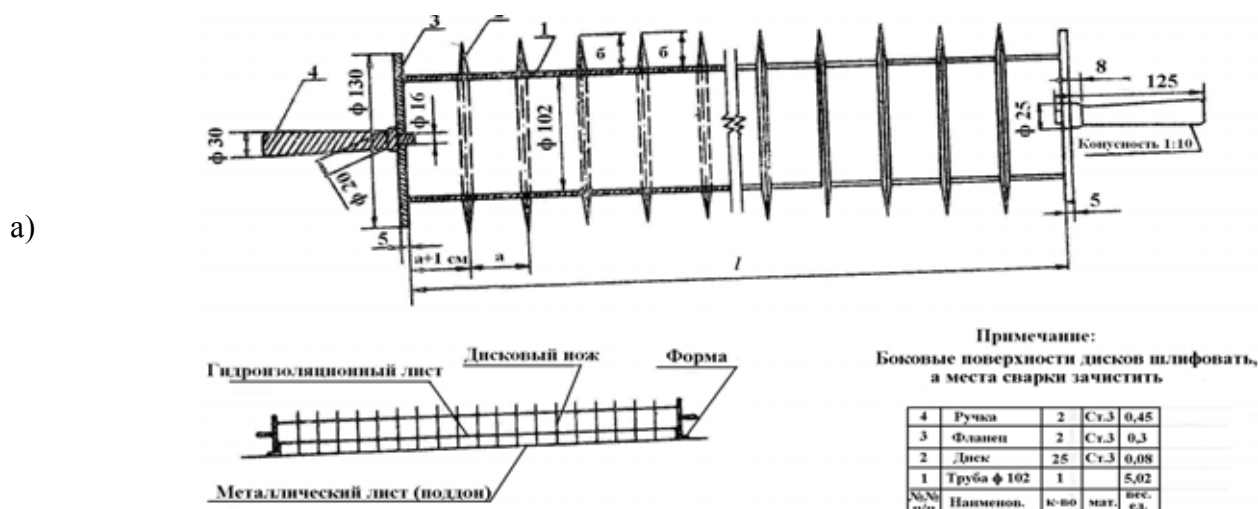 а)
3
1
4
ф 130
ф 30
ф 20
ф 16
ф 102
б
б
8
125
ф 25
Конусность 1:10
5
5
а+1 см
а
l
Примечание:
Боковые поверхности дисков шлифовать,
а места сварки зачистить
Гидроизоляционный лист
Дисковый нож
Форма
Металлический лист (поддон)
4 Ручка 2 Ст.3 0,45
3 Фланец 2 Ст.3 0,3
2 Диск 25 Ст.3 0,08
1 Труба ф 102 1 5,02
№,№ Наименов. к-во мат. вес.
п/п ед.